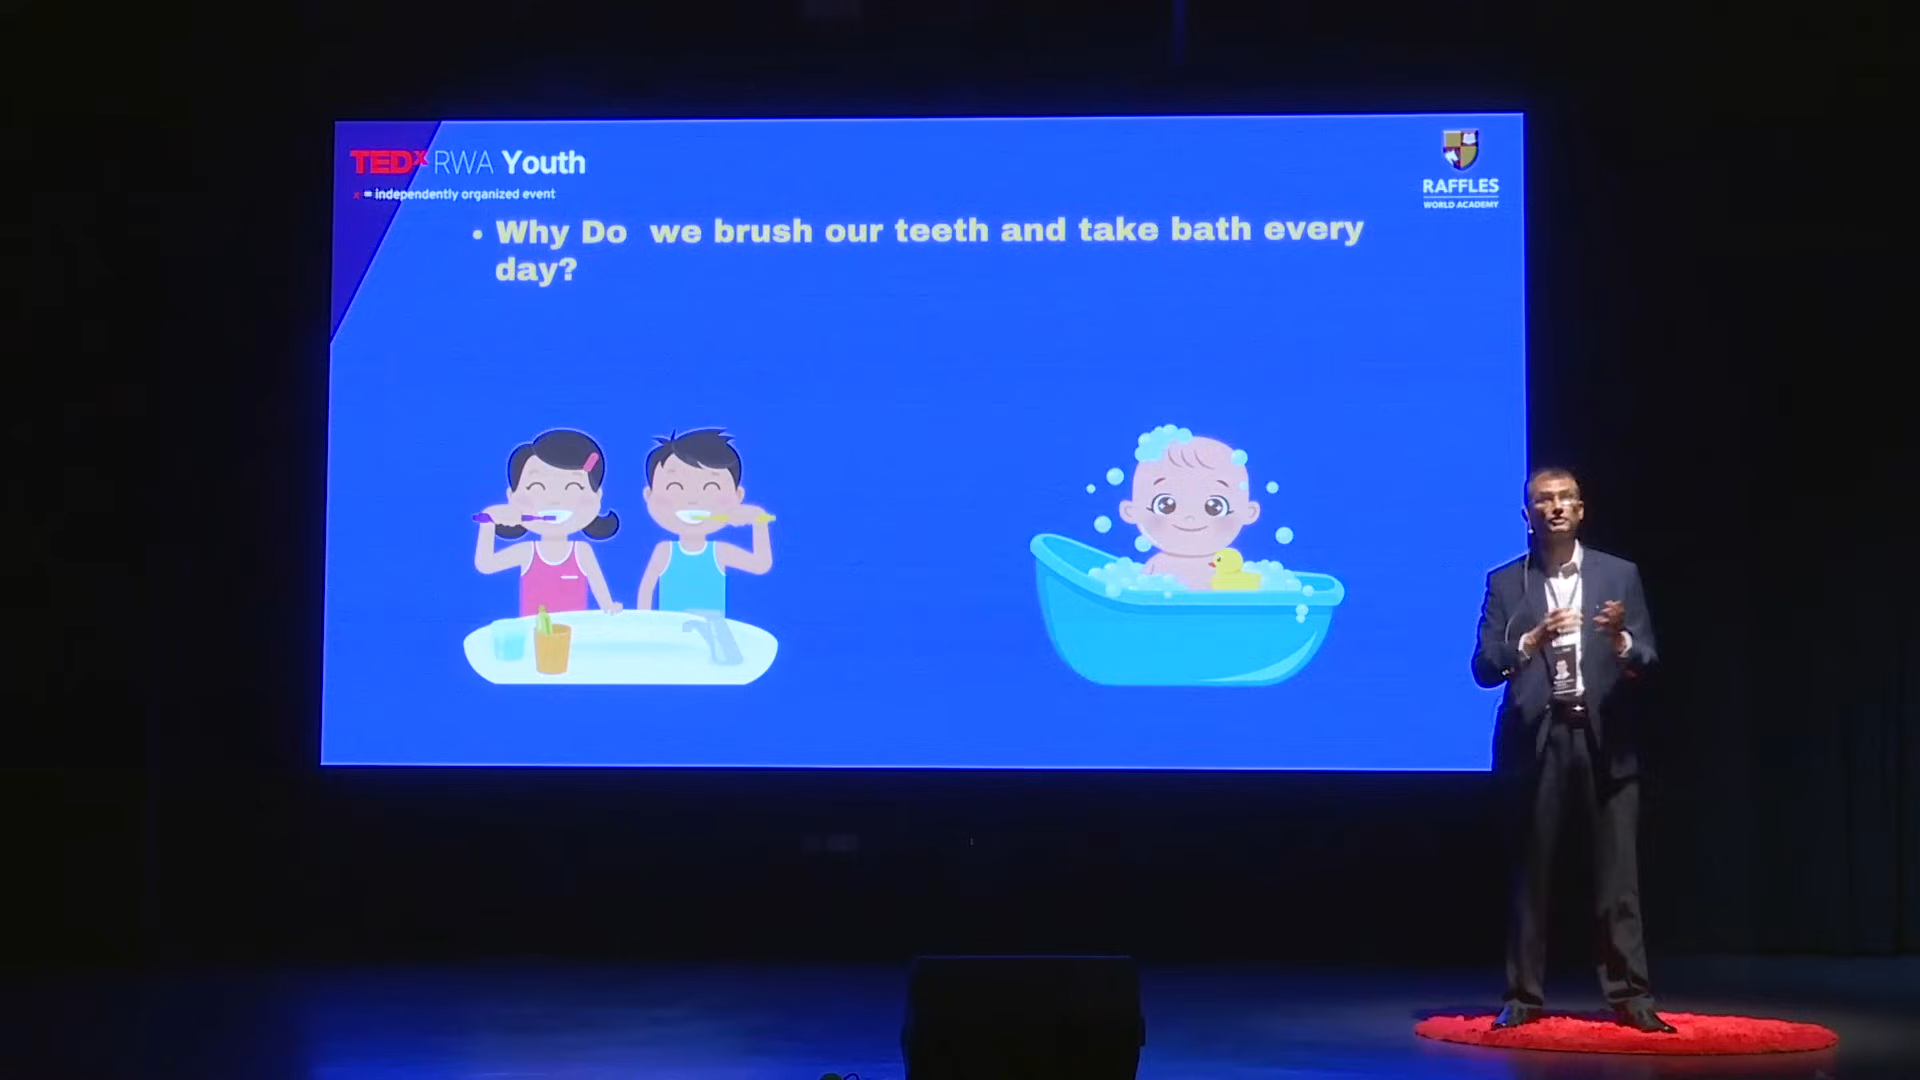 TEDx RWA Youth
x = independently organized event
RAFFLES
WORLD ACADEMY
• Why Do we brush our teeth and take bath every
day?